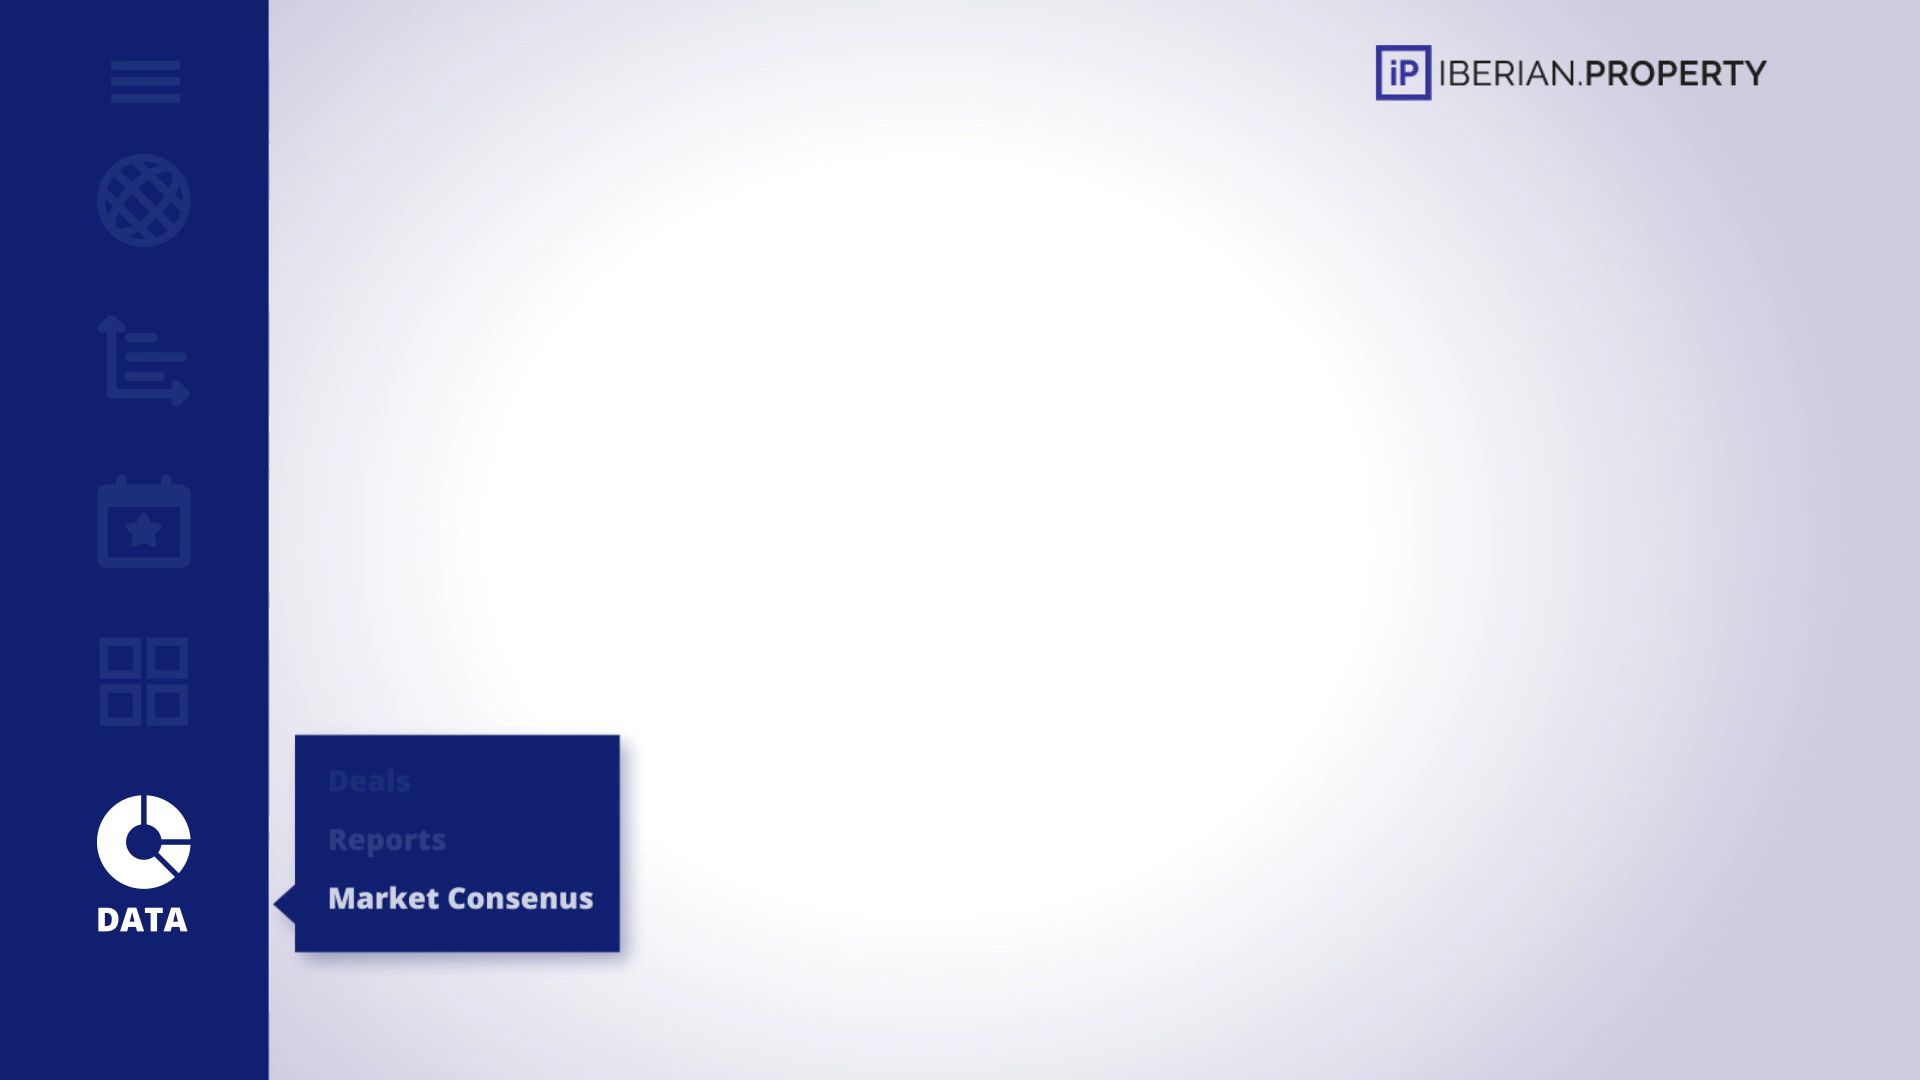 iP IBERIAN.PROPERTY
Deals
Reports
Market Consenus
DATA